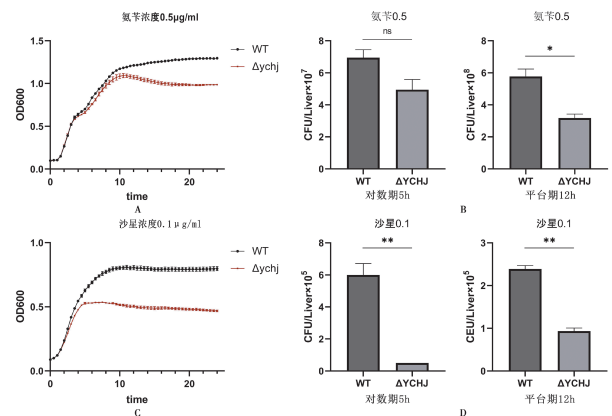 氨苄浓度0.5μg/ml
OD600
1.5
1.0
0.5
0.0
0
10
20
time
WT
Δychj
A
氨苄0.5
ns
CFU/Liver×10⁷
10
8
6
4
2
0
WT
ΔYCHJ
对数期5h
氨苄0.5
*
CFU/Liver×10⁸
8
6
4
2
0
WT
ΔYCHJ
平台期12h
B
沙星浓度0.1μg/ml
OD600
1.0
0.5
0.0
0
10
20
time
WT
Δychj
C
沙星0.1
**
CFU/Liver×10⁵
8
6
4
2
0
WT
ΔYCHJ
对数期5h
沙星0.1
**
CEU/Liver×10⁵
3
2
1
0
WT
ΔYCHJ
平台期12h
D